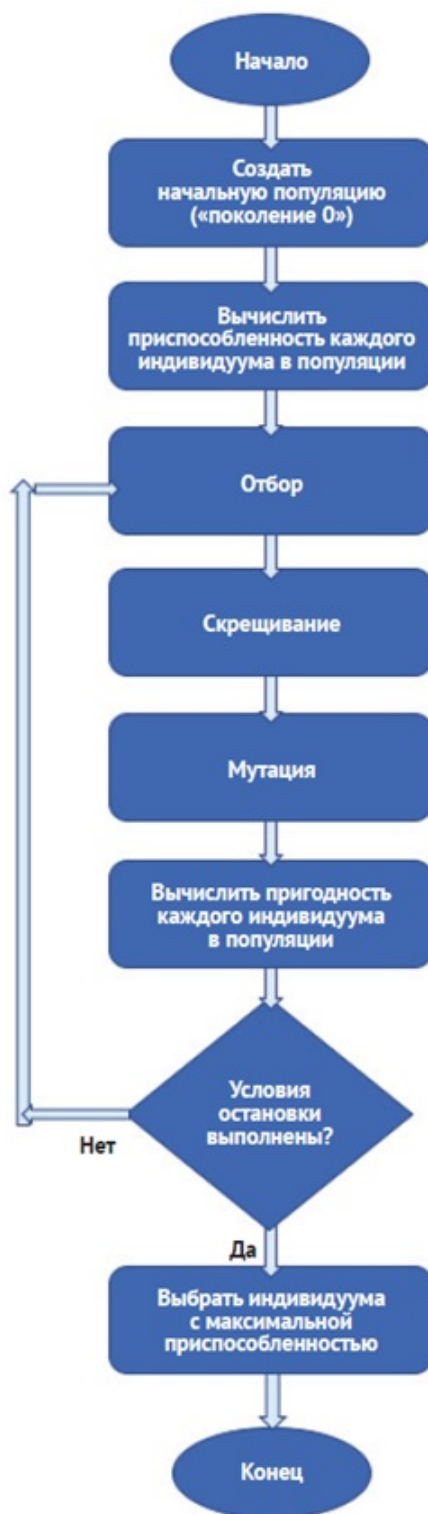 Начало
Создать
начальную популяцию
(«поколение 0»)
Вычислить
приспособленность каждого
индивидуума в популяции
Отбор
Скрещивание
Мутация
Вычислить пригодность
каждого индивидуума
в популяции
Условия
остановки
выполнены?
Нет
Да
Выбрать индивидуума
с максимальной
приспособленностью
Конец